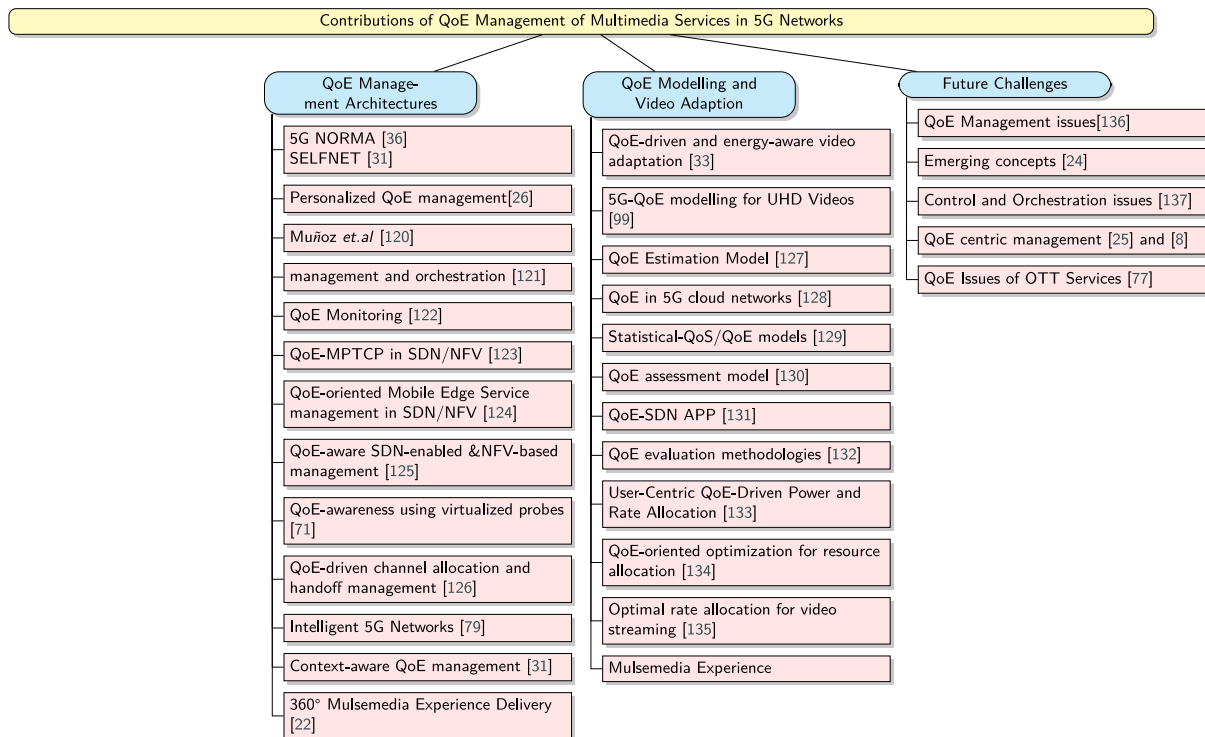 Contributions of QoE Management of Multimedia Services in 5G Networks
QoE Manage-
ment Architectures
5G NORMA [36]
SELFNET [31]
Personalized QoE management[26]
Muñoz et.al [120]
management and orchestration [121]
QoE Monitoring [122]
QoE-MPTCP in SDN/NFV [123]
QoE-oriented Mobile Edge Service
management in SDN/NFV [124]
QoE-aware SDN-enabled &NFV-based
management [125]
QoE-awareness using virtualized probes
[71]
QoE-driven channel allocation and
handoff management [126]
Intelligent 5G Networks [79]
Context-aware QoE management [31]
360° Mulsemedia Experience Delivery
[22]
QoE Modelling and
Video Adaption
QoE-driven and energy-aware video
adaptation [33]
5G-QoE modelling for UHD Videos
[99]
QoE Estimation Model [127]
QoE in 5G cloud networks [128]
Statistical-QoS/QoE models [129]
QoE assessment model [130]
QoE-SDN APP [131]
QoE evaluation methodologies [132]
User-Centric QoE-Driven Power and
Rate Allocation [133]
QoE-oriented optimization for resource
allocation [134]
Optimal rate allocation for video
streaming [135]
Mulsemedia Experience
Future Challenges
QoE Management issues[136]
Emerging concepts [24]
Control and Orchestration issues [137]
QoE centric management [25] and [8]
QoE Issues of OTT Services [77]